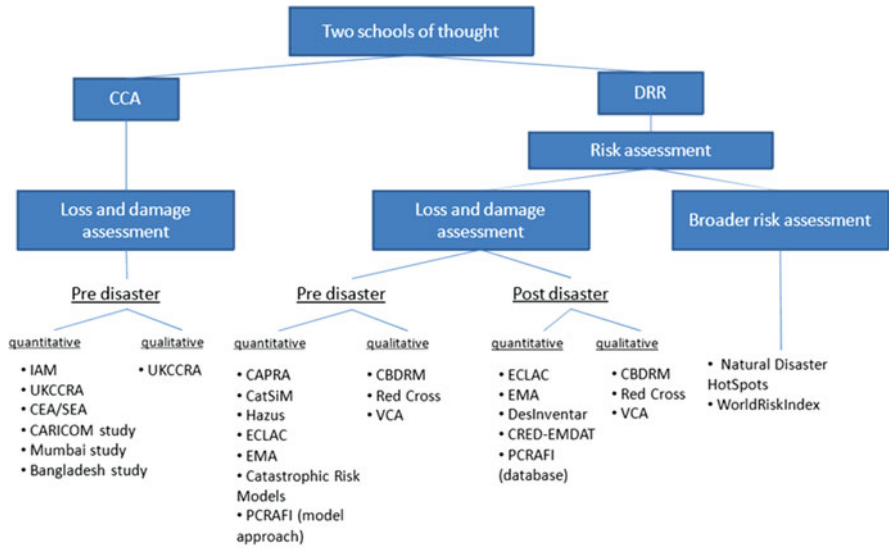 Two schools of thought
CCA
DRR
Risk assessment
Loss and damage
assessment
Loss and damage
assessment
Broader risk assessment
Pre disaster
quantitative
• IAM
• UKCCRA
• CEA/SEA
• CARICOM study
• Mumbai study
• Bangladesh study
qualitative
• UKCCRA
Pre disaster
quantitative
• CAPRA
• CatSiM
• Hazus
• ECLAC
• EMA
• Catastrophic Risk
Models
• PCRAFI (model
approach)
qualitative
• CBDRM
• Red Cross
• VCA
Post disaster
quantitative
• ECLAC
• EMA
• DesInventar
• CRED-EMDAT
• PCRAFI
(database)
qualitative
• CBDRM
• Red Cross
• VCA
• Natural Disaster
HotSpots
• WorldRiskIndex